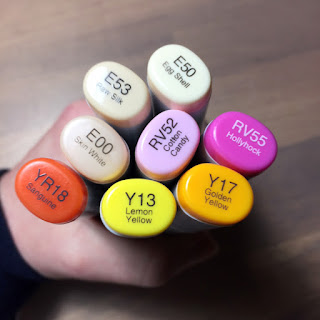 E53
Raw Silk
E50
Egg Shell
E00
Skin White
RV52
Cotton
Candy
RV55
Hollyhock
YR18
Sanguine
Y13
Lemon
Yellow
Y17
Golden
Yellow